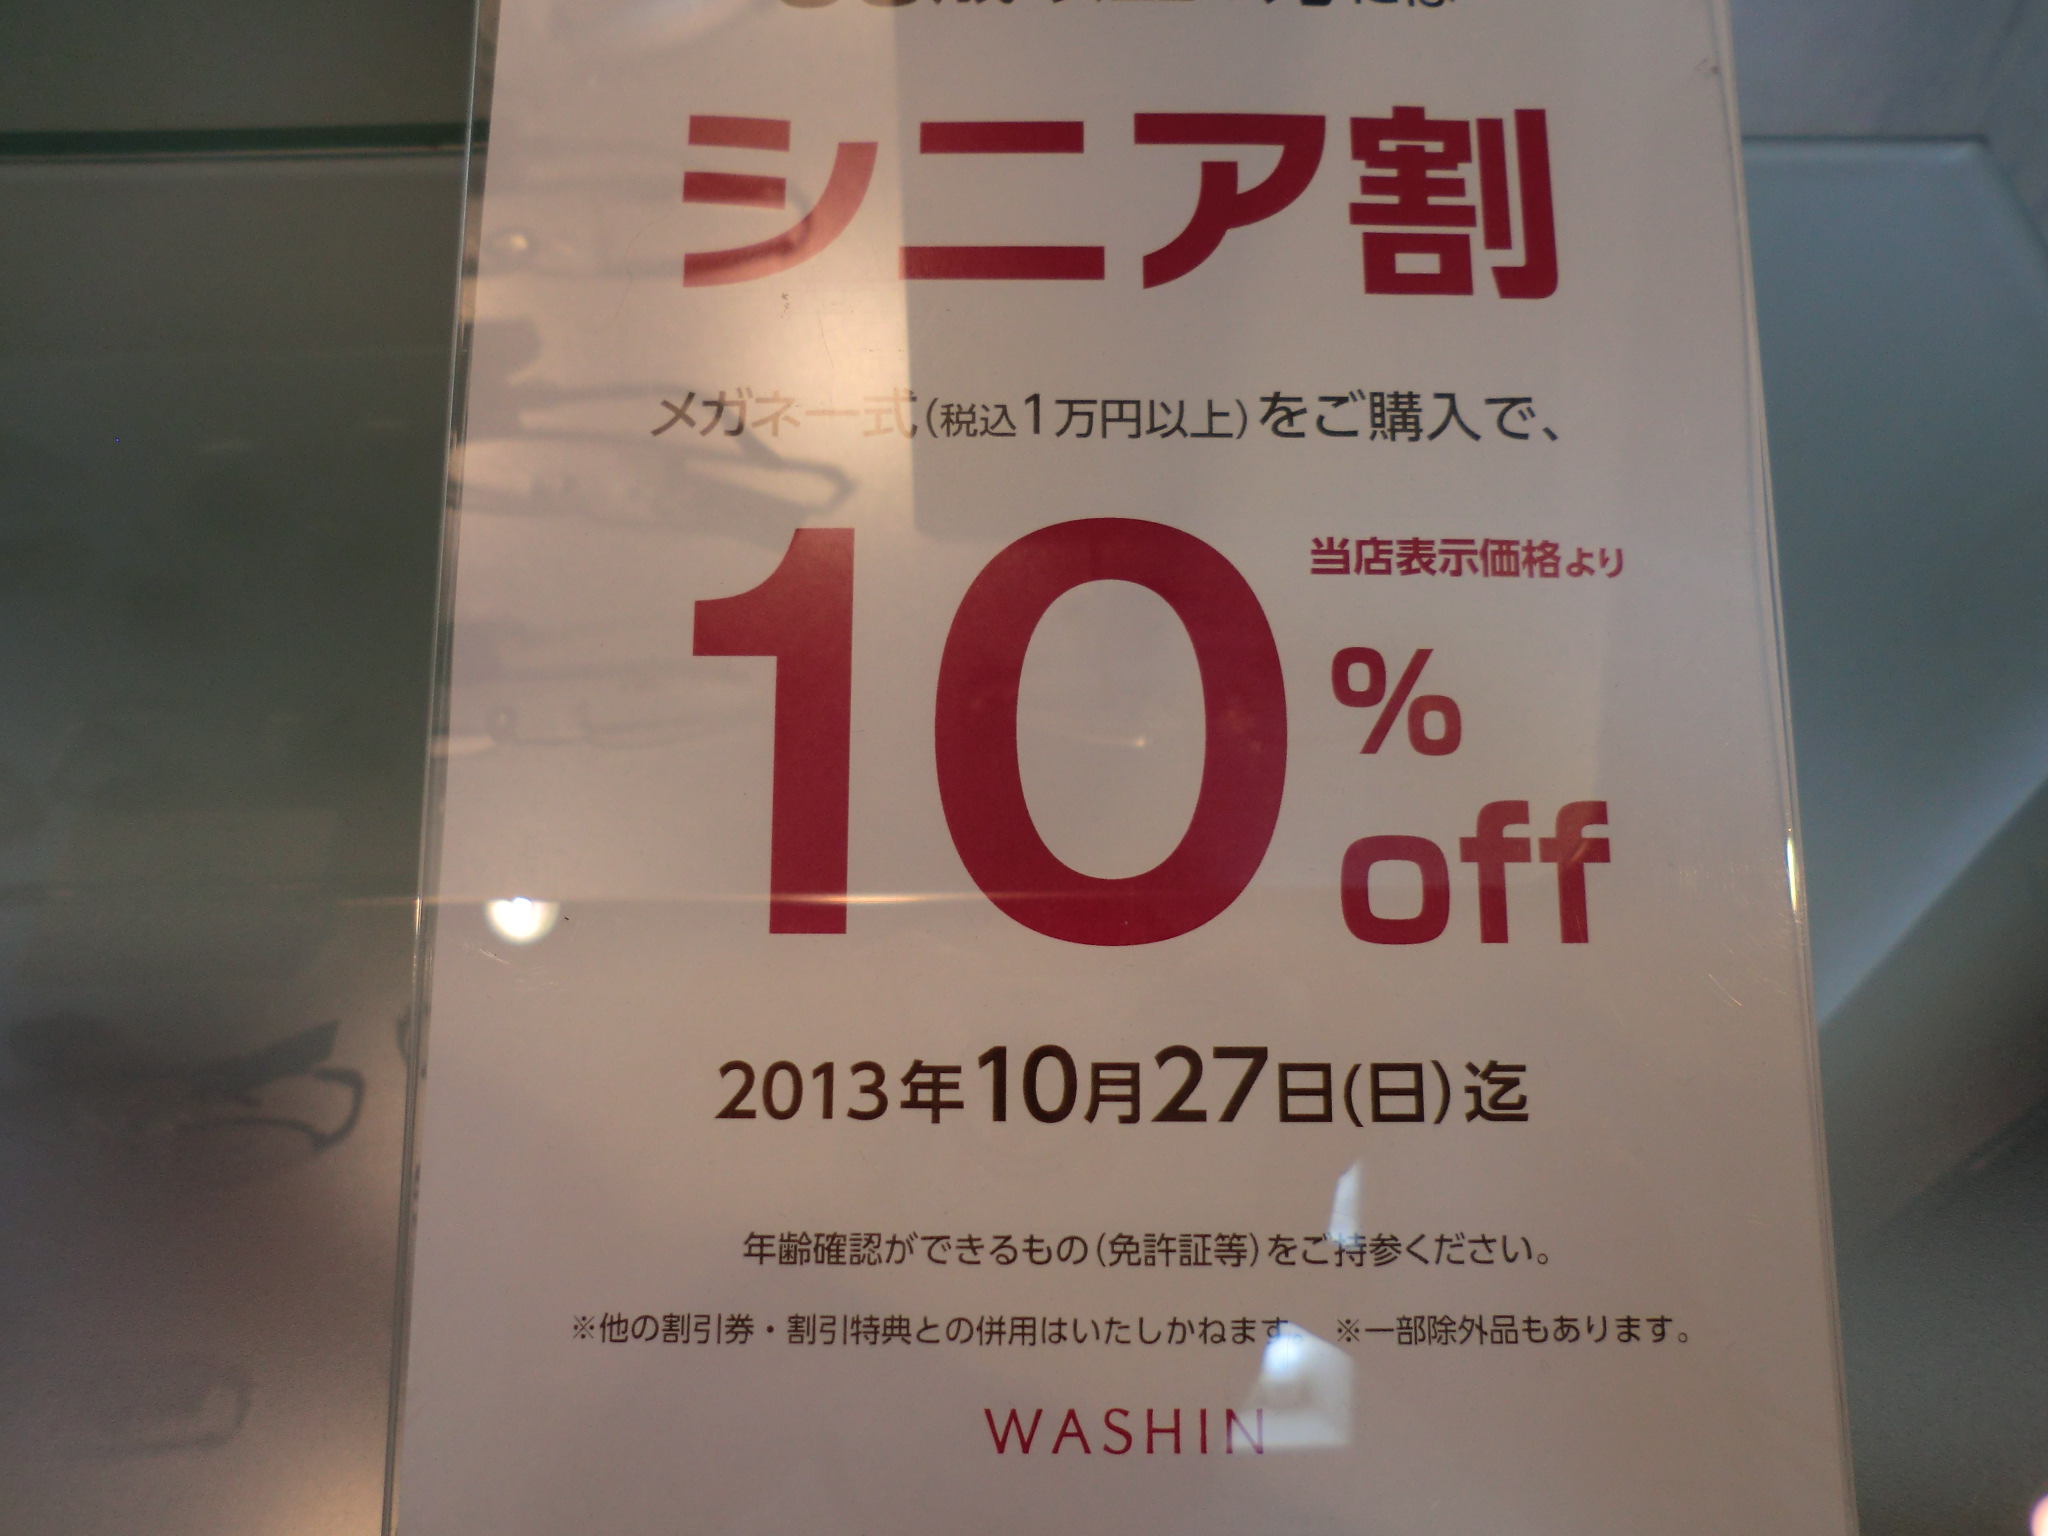 には
シニア割
メガネ一式(税込1万円以上)をご購入で、
当店表示価格より
10%off
2013年10月27日(日)迄
年齢確認ができるもの(免許証等)をご持参ください。
※他の割引券・割引特典との併用はいたしかねます。 ※一部除外品もあります。
WASHIN